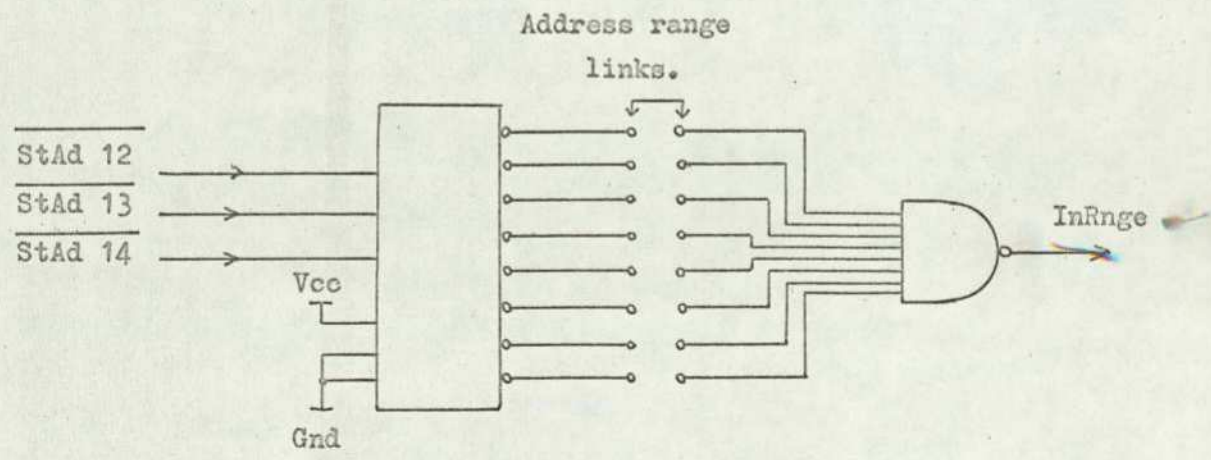 Address range
links.
StAd 12
StAd 13
StAd 14
Vcc
Gnd
InRnge